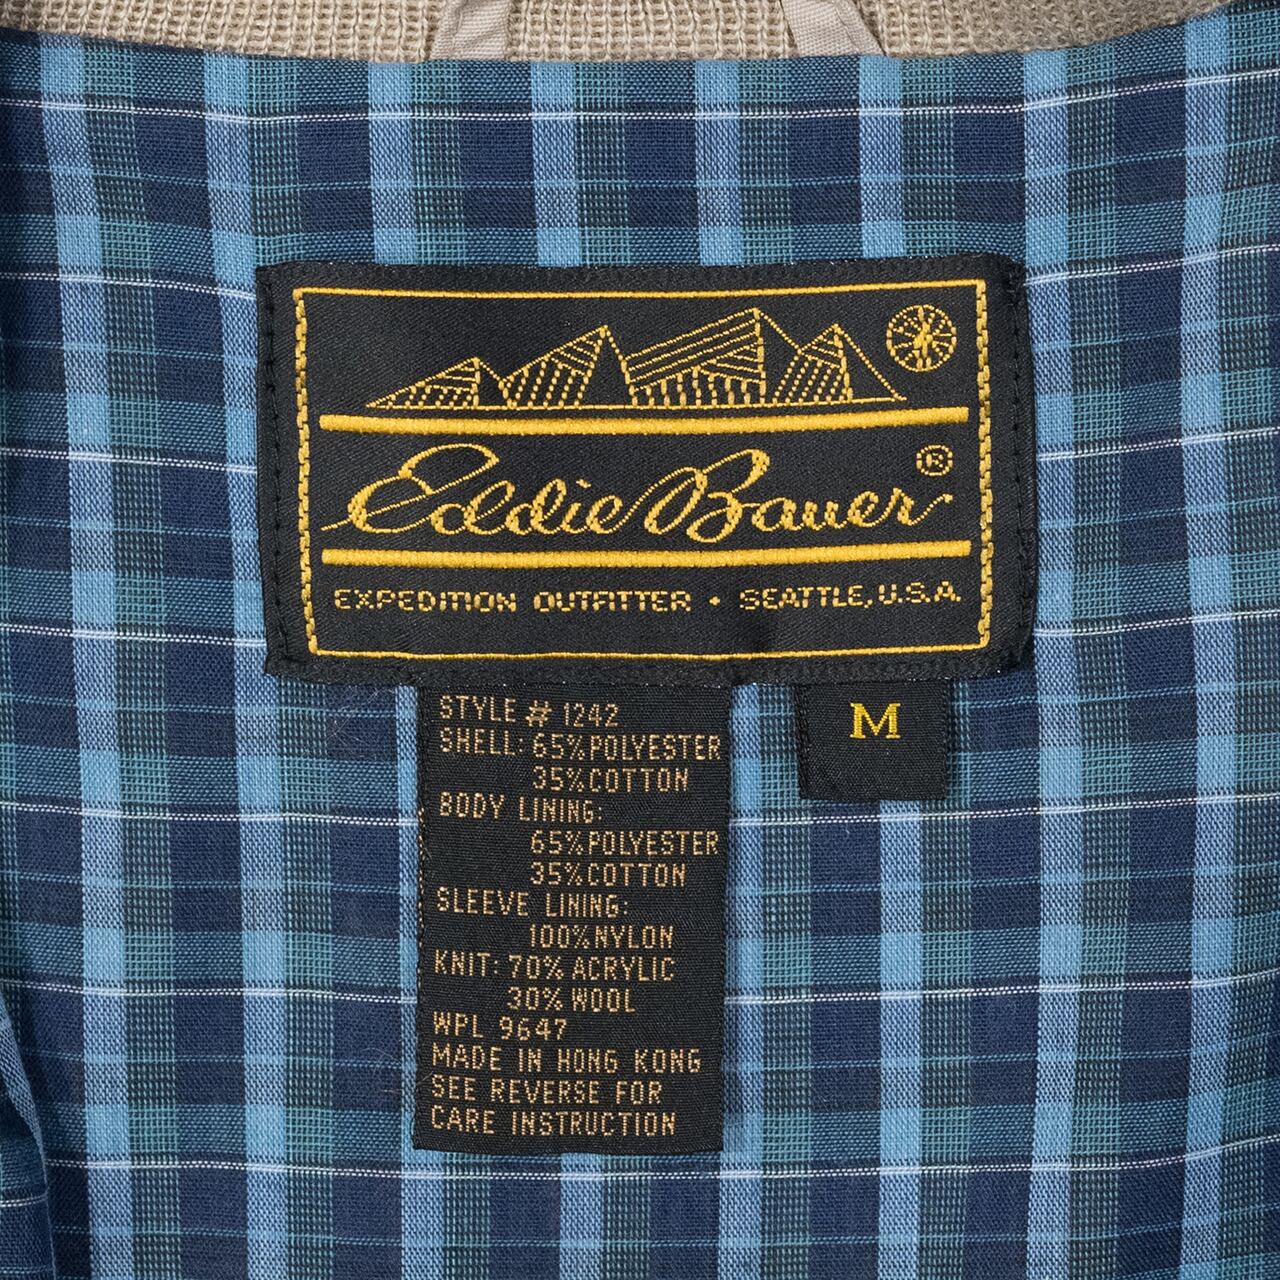 Eddie Bauer ®
EXPEDITION OUTFITTER • SEATTLE, U.S.A.
M
STYLE # 1242
SHELL: 65% POLYESTER
35% COTTON
BODY LINING:
65% POLYESTER
35% COTTON
SLEEVE LINING:
100% NYLON
KNIT: 70% ACRYLIC
30% WOOL
WPL 9647
MADE IN HONG KONG
SEE REVERSE FOR
CARE INSTRUCTION